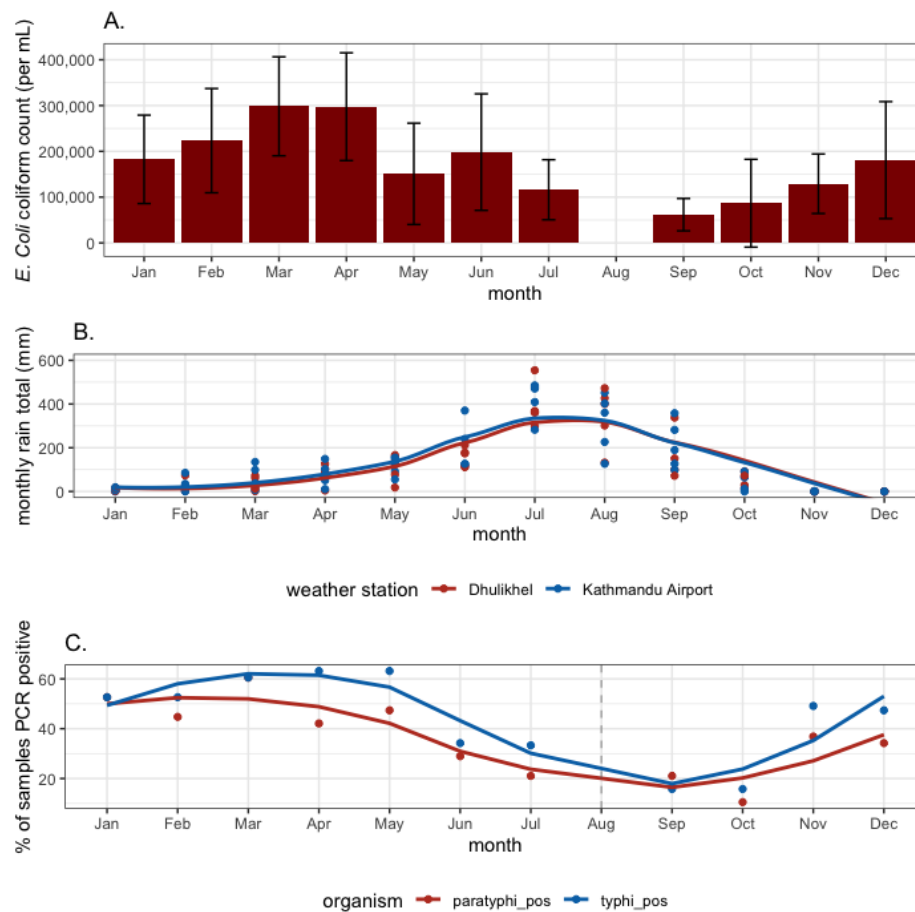 A.
E. Coli coliform count (per mL)
400,000
300,000
200,000
100,000
0
Jan Feb Mar Apr May Jun Jul Aug Sep Oct Nov Dec
month
B.
monthly rain total (mm)
600
400
200
0
Jan Feb Mar Apr May Jun Jul Aug Sep Oct Nov Dec
month
weather station Dhulikhel Kathmandu Airport
C.
% of samples PCR positive
60
40
20
Jan Feb Mar Apr May Jun Jul Aug Sep Oct Nov Dec
month
organism paratyphi_pos typhi_pos